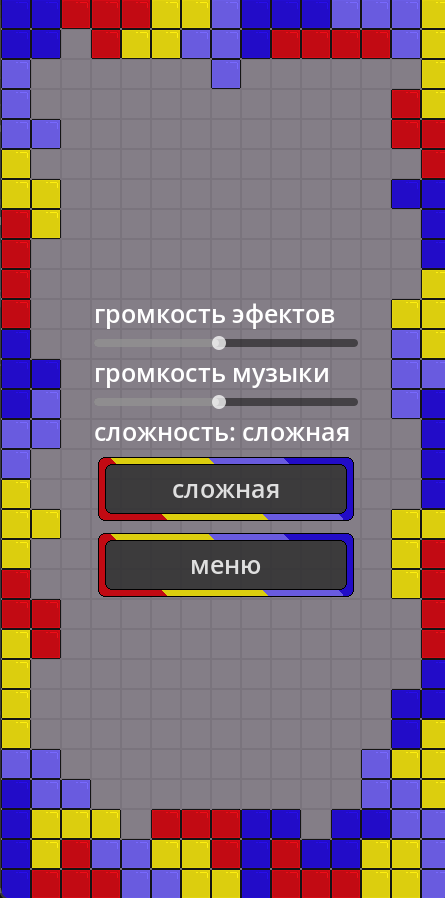 громкость эфектов
громкость музыки
сложность: сложная
сложная
меню